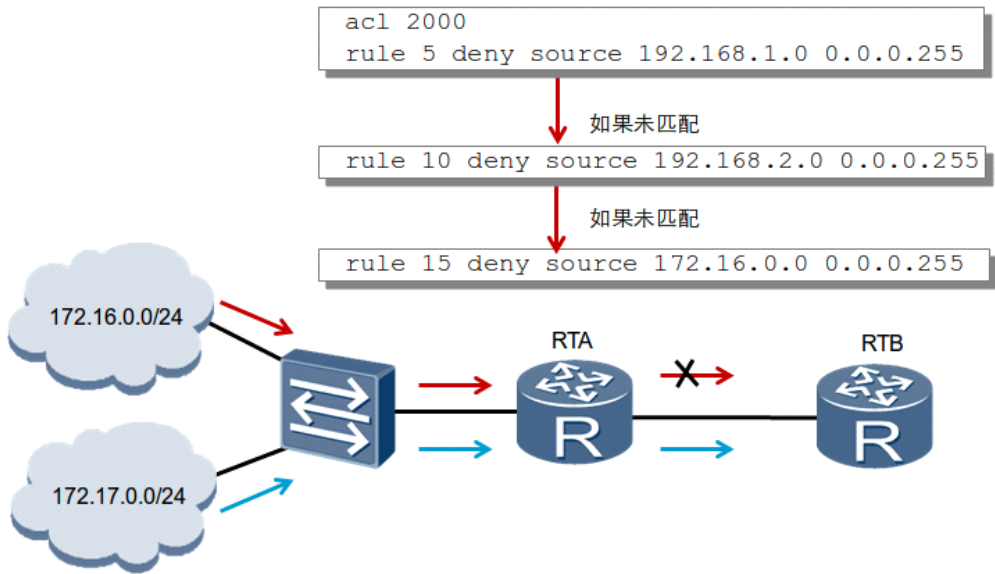 acl 2000
rule 5 deny source 192.168.1.0 0.0.0.255
如果未匹配
rule 10 deny source 192.168.2.0 0.0.0.255
如果未匹配
rule 15 deny source 172.16.0.0 0.0.0.255
172.16.0.0/24
RTA
RTB
R
R
172.17.0.0/24